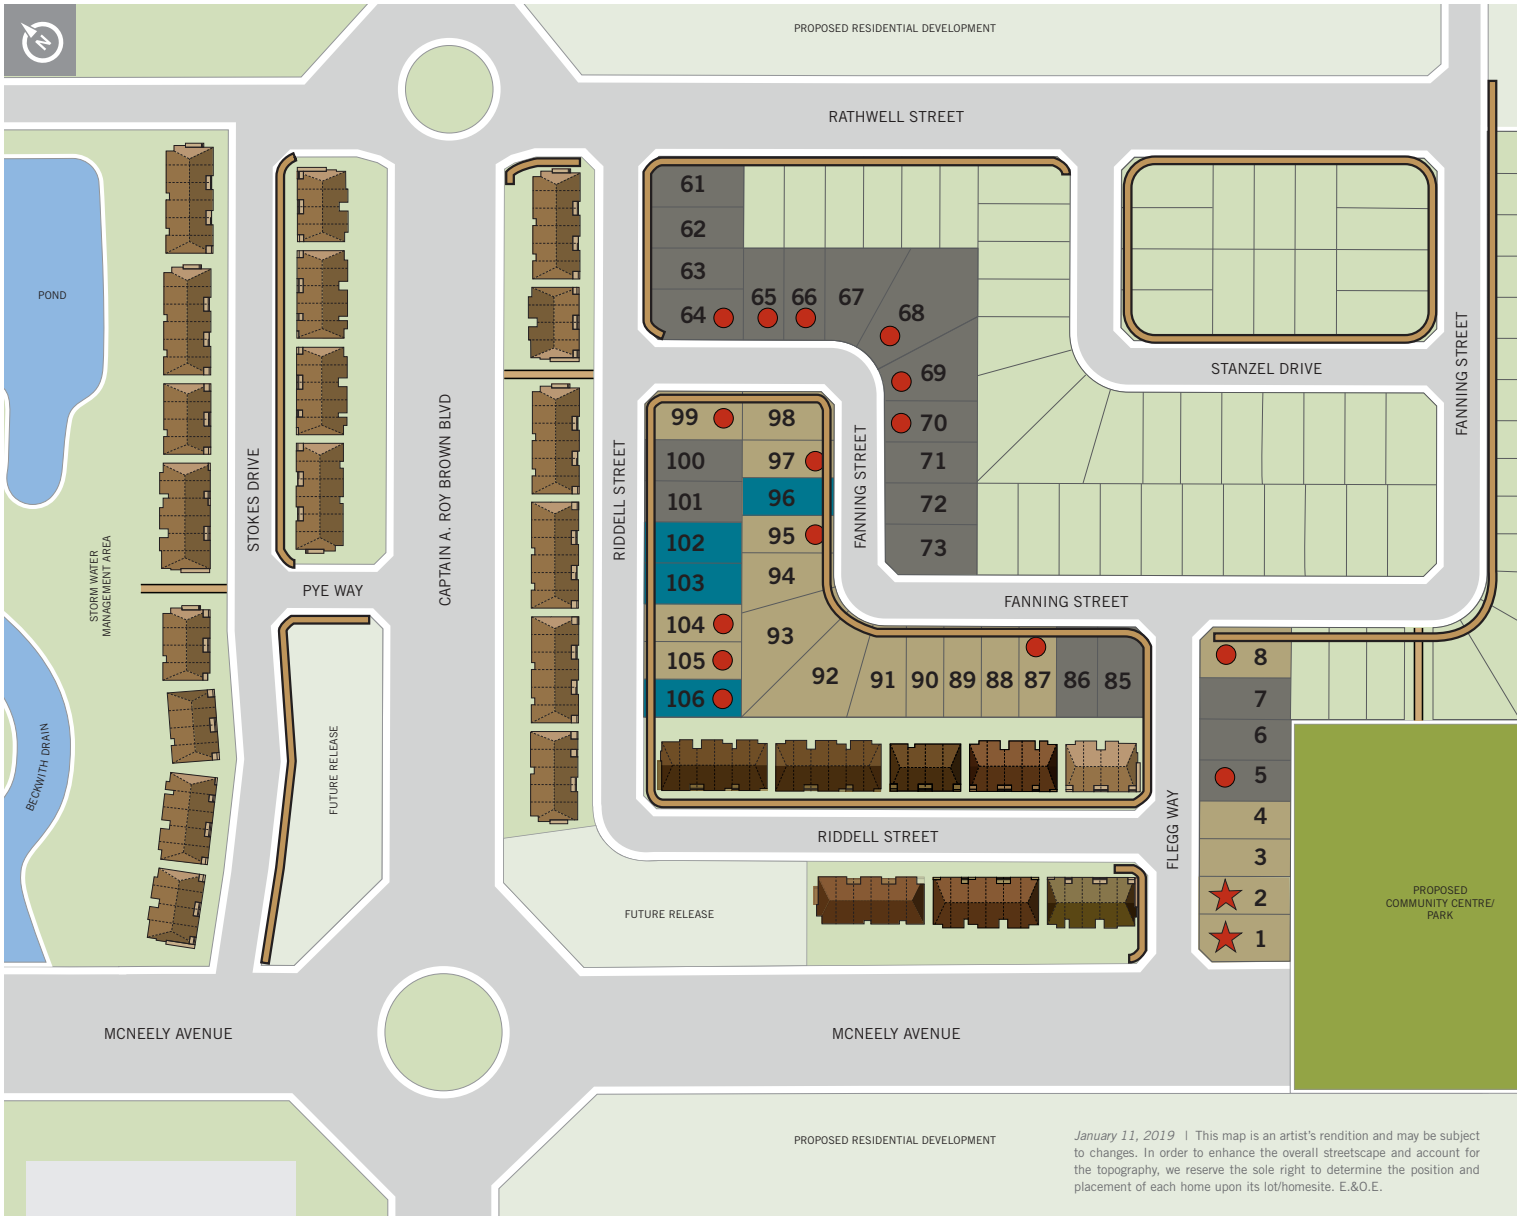 N
PROPOSED RESIDENTIAL DEVELOPMENT
RATHWELL STREET
61
62
63
64
65
66
67
68
69
70
71
72
73
POND
STORM WATER
MANAGEMENT AREA
BECKWITH DRAIN
STOKES DRIVE
PYE WAY
CAPTAIN A. ROY BROWN BLVD
FUTURE RELEASE
RIDDELL STREET
FANNING STREET
STANZEL DRIVE
FANNING STREET
FANNING STREET
99
98
100
97
101
96
102
95
103
94
104
93
105
92
106
91
90
89
88
87
86
85
8
7
6
5
4
3
2
1
RIDDELL STREET
FLEGG WAY
FUTURE RELEASE
PROPOSED
COMMUNITY CENTRE/
PARK
MCNEELY AVENUE
MCNEELY AVENUE
PROPOSED RESIDENTIAL DEVELOPMENT
January 11, 2019 | This map is an artist's rendition and may be subject
to changes. In order to enhance the overall streetscape and account for
the topography, we reserve the sole right to determine the position and
placement of each home upon its lot/homesite. E.&O.E.